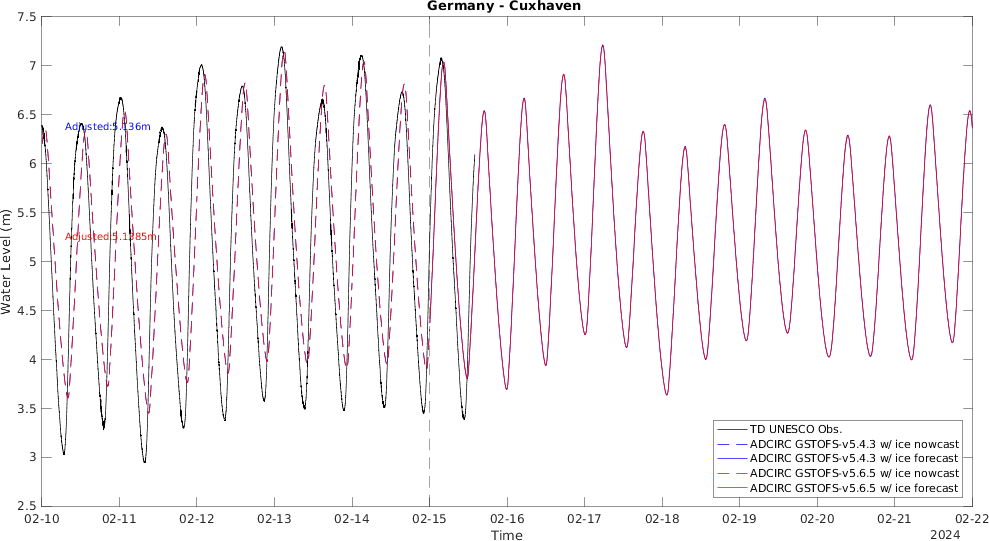 Germany - Cuxhaven
7.5
7
6.5
6
5.5
5
4.5
4
3.5
3
2.5
Water Level (m)
Adjusted:5.136m
Adjusted:5.1385m
TD UNESCO Obs.
ADCIRC GSTOFS-v5.4.3 w/ ice nowcast
ADCIRC GSTOFS-v5.4.3 w/ ice forecast
ADCIRC GSTOFS-v5.6.5 w/ ice nowcast
ADCIRC GSTOFS-v5.6.5 w/ ice forecast
02-10 02-11 02-12 02-13 02-14 02-15 02-16 02-17 02-18 02-19 02-20 02-21 02-22
Time
2024